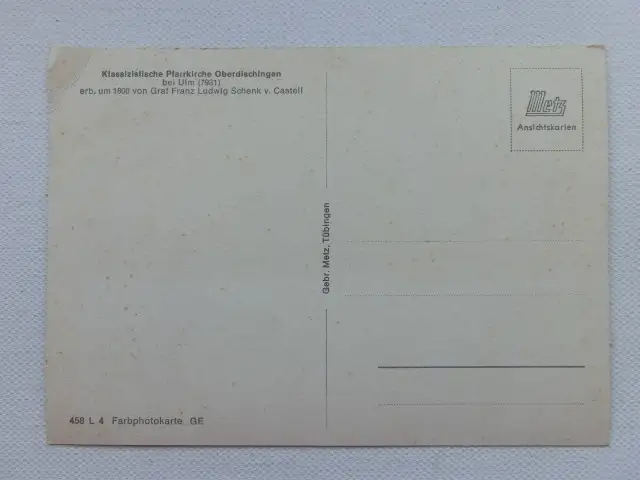 Klassizistische Pfarrkirche Oberdischingen
bei Ulm (7931)
erb. um 1800 von Graf Franz Ludwig Schenk v. Castell
Metz
Ansichtskarten
Gebr. Metz, Tübingen
458 L 4 Farbphotokarte GE